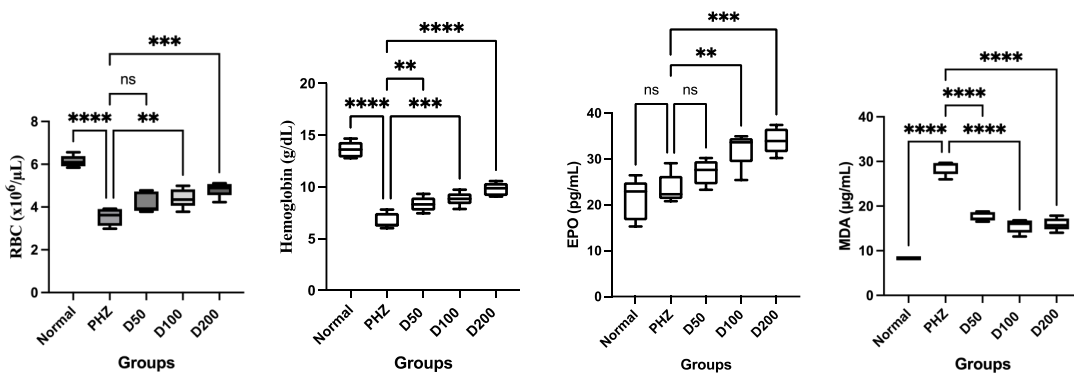 RBC (x10⁶/µL)
8
6
4
2
0
***
ns
****
**
Normal
PHZ
D50
D100
D200
Groups
Hemoglobin (g/dL)
20
15
10
5
0
****
**
****
***
Normal
PHZ
D50
D100
D200
Groups
EPO (pg/mL)
40
30
20
10
0
***
**
ns
ns
Normal
PHZ
D50
D100
D200
Groups
MDA (µg/mL)
40
30
20
10
0
****
****
****
****
Normal
PHZ
D50
D100
D200
Groups